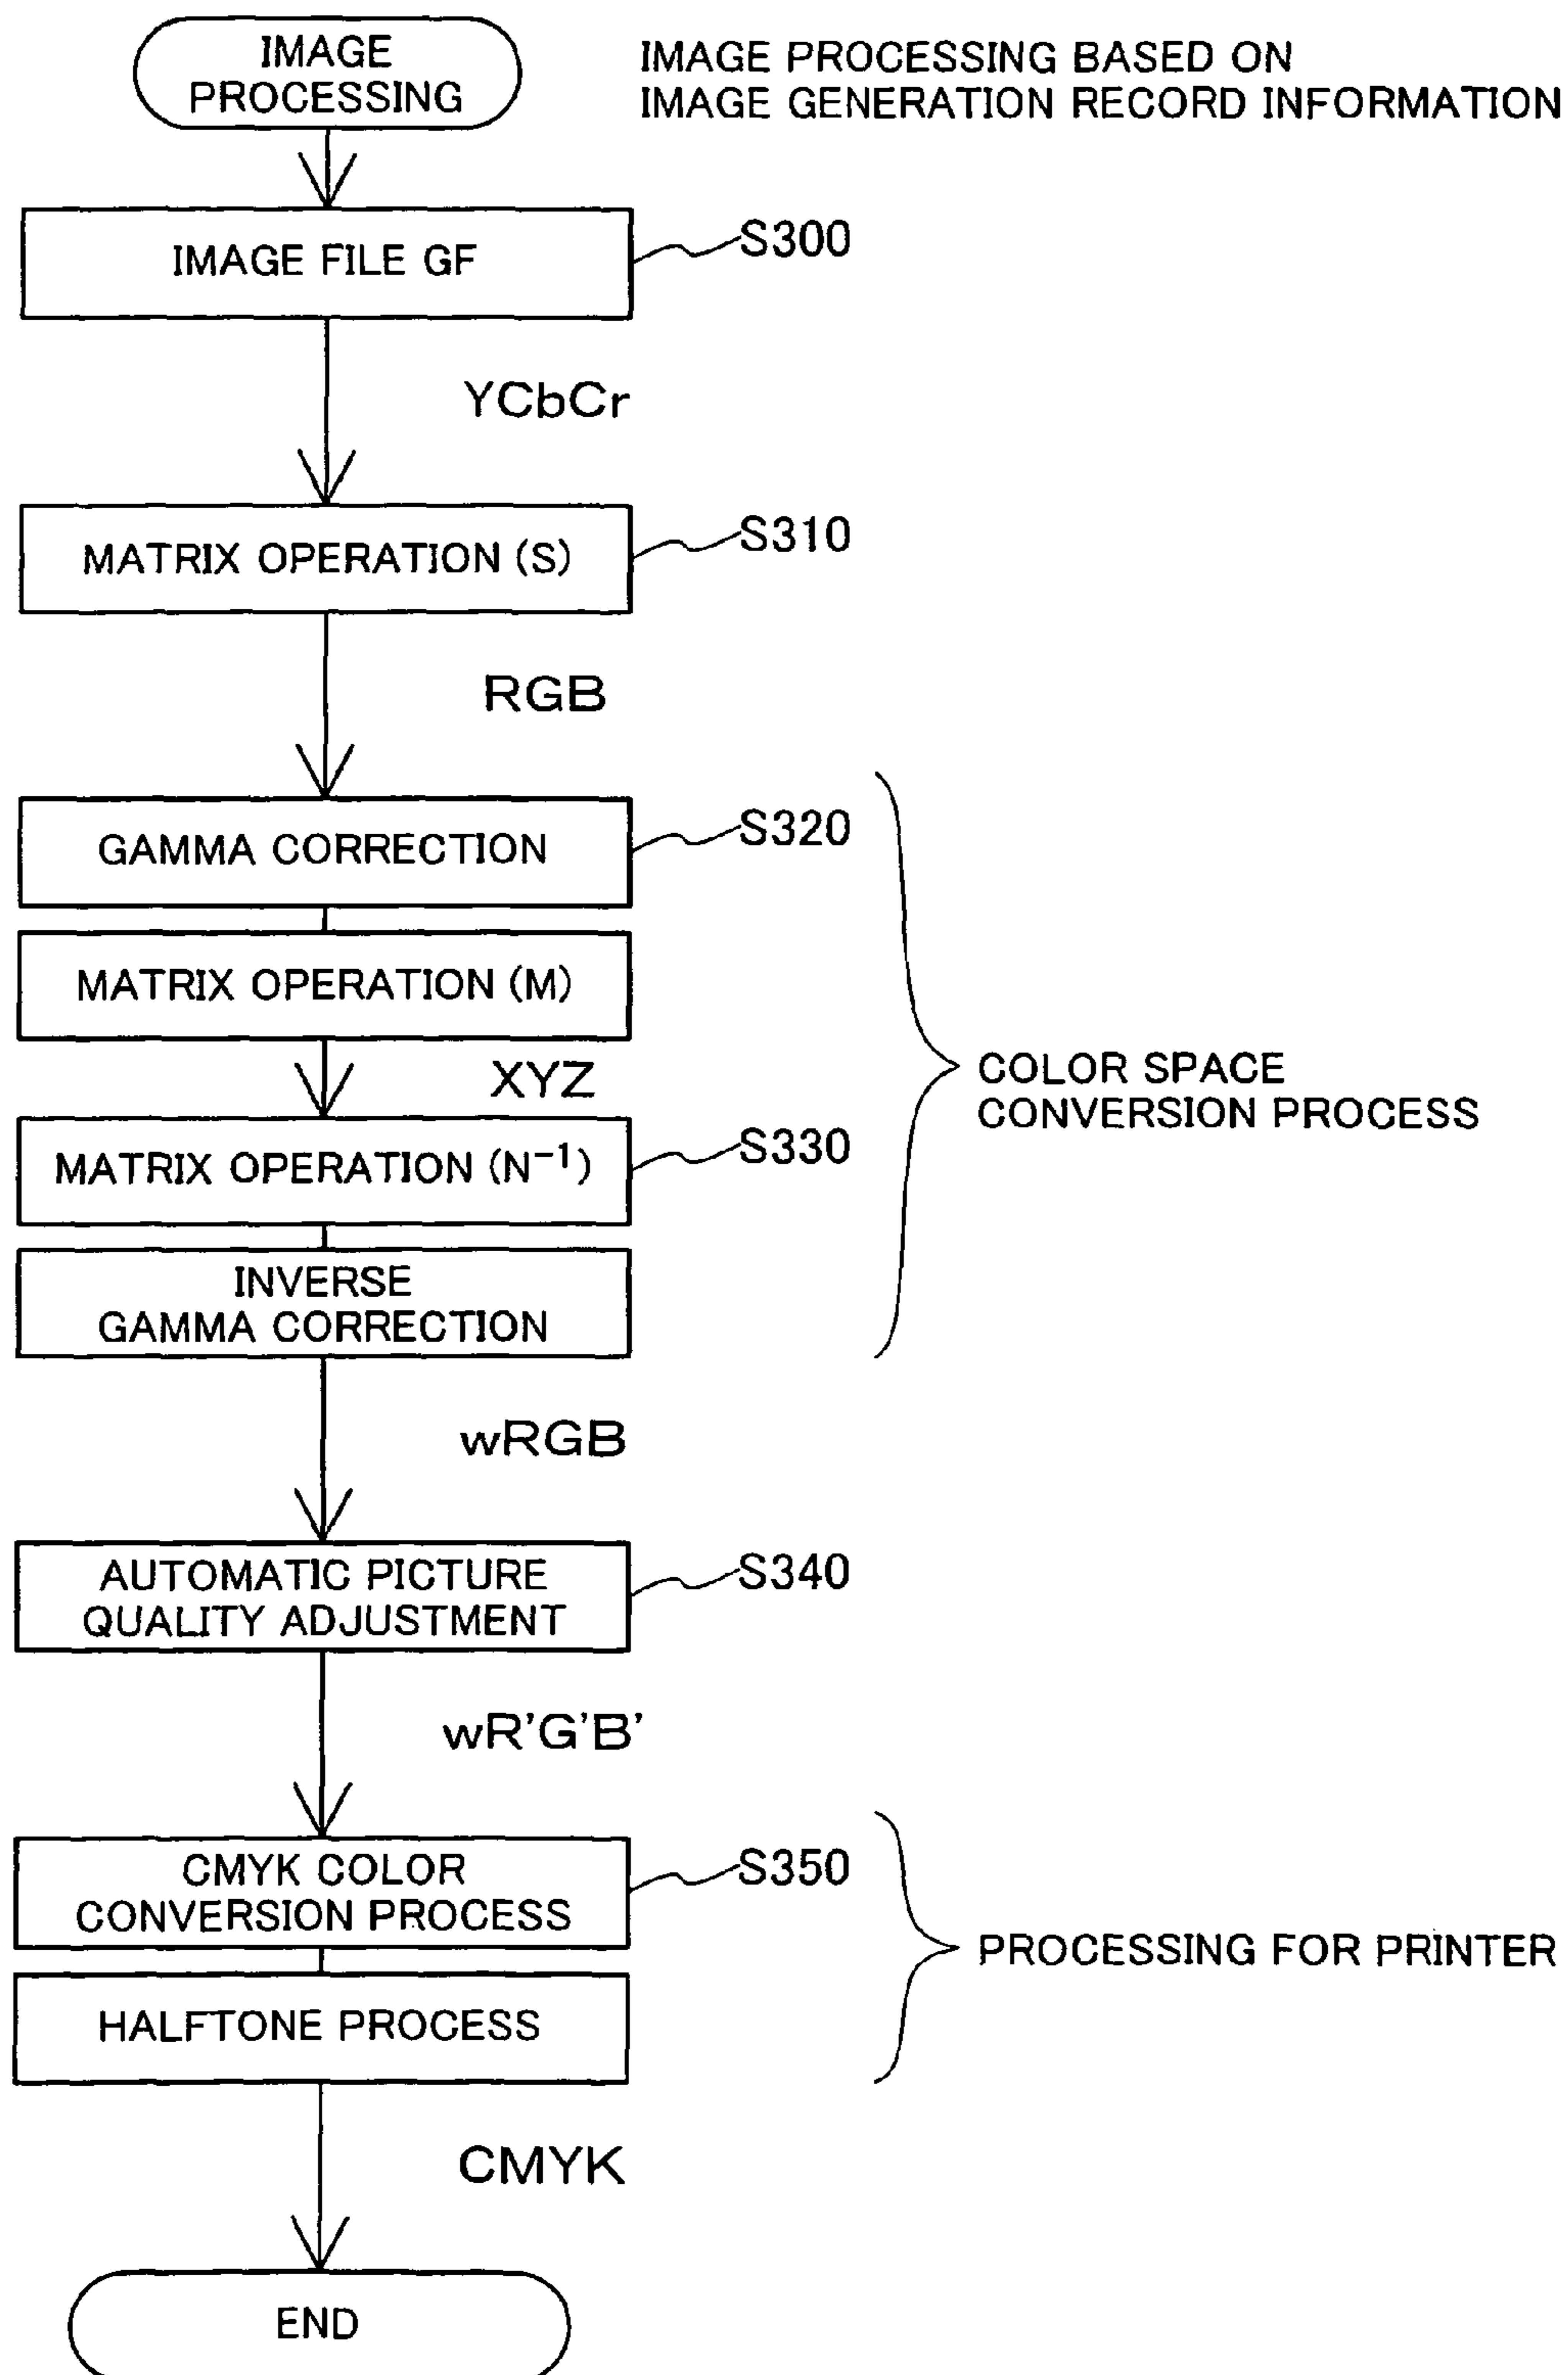 IMAGE
PROCESSING
IMAGE PROCESSING BASED ON
IMAGE GENERATION RECORD INFORMATION
IMAGE FILE GF
S300
YCbCr
MATRIX OPERATION (S)
S310
RGB
GAMMA CORRECTION
S320
MATRIX OPERATION (M)
XYZ
COLOR SPACE
CONVERSION PROCESS
MATRIX OPERATION (N⁻¹)
S330
INVERSE
GAMMA CORRECTION
wRGB
AUTOMATIC PICTURE
QUALITY ADJUSTMENT
S340
wR'G'B'
CMYK COLOR
CONVERSION PROCESS
S350
PROCESSING FOR PRINTER
HALFTONE PROCESS
CMYK
END